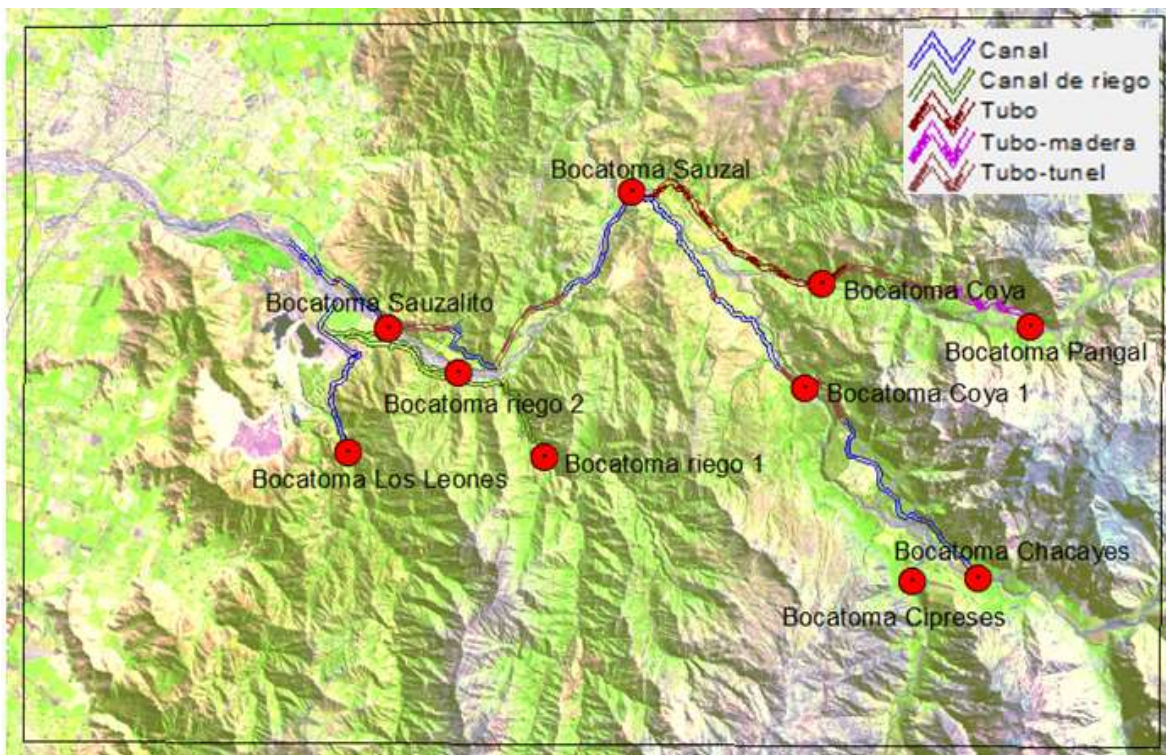 Canal
Canal de riego
Tubo
Tubo-madera
Tubo-tunel
Bocatoma Sauzal
Bocatoma Coya
Bocatoma Sauzalito
Bocatoma Pangal
Bocatoma Coya 1
Bocatoma riego 2
Bocatoma riego 1
Bocatoma Los Leones
Bocatoma Chacayes
Bocatoma Cipreses